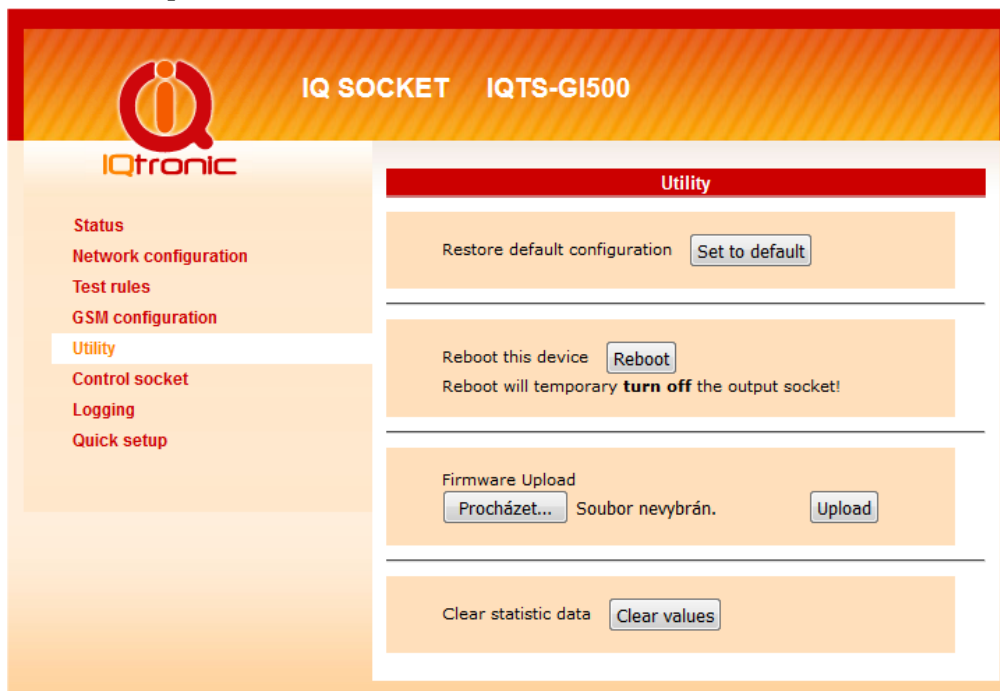 IQ SOCKET IQTS-GI500
IQtronic
Utility
Status
Network configuration
Test rules
GSM configuration
Utility
Control socket
Logging
Quick setup
Restore default configuration Set to default
Reboot this device Reboot
Reboot will temporary turn off the output socket!
Firmware Upload
Procházet... Soubor nevybrán. Upload
Clear statistic data Clear values